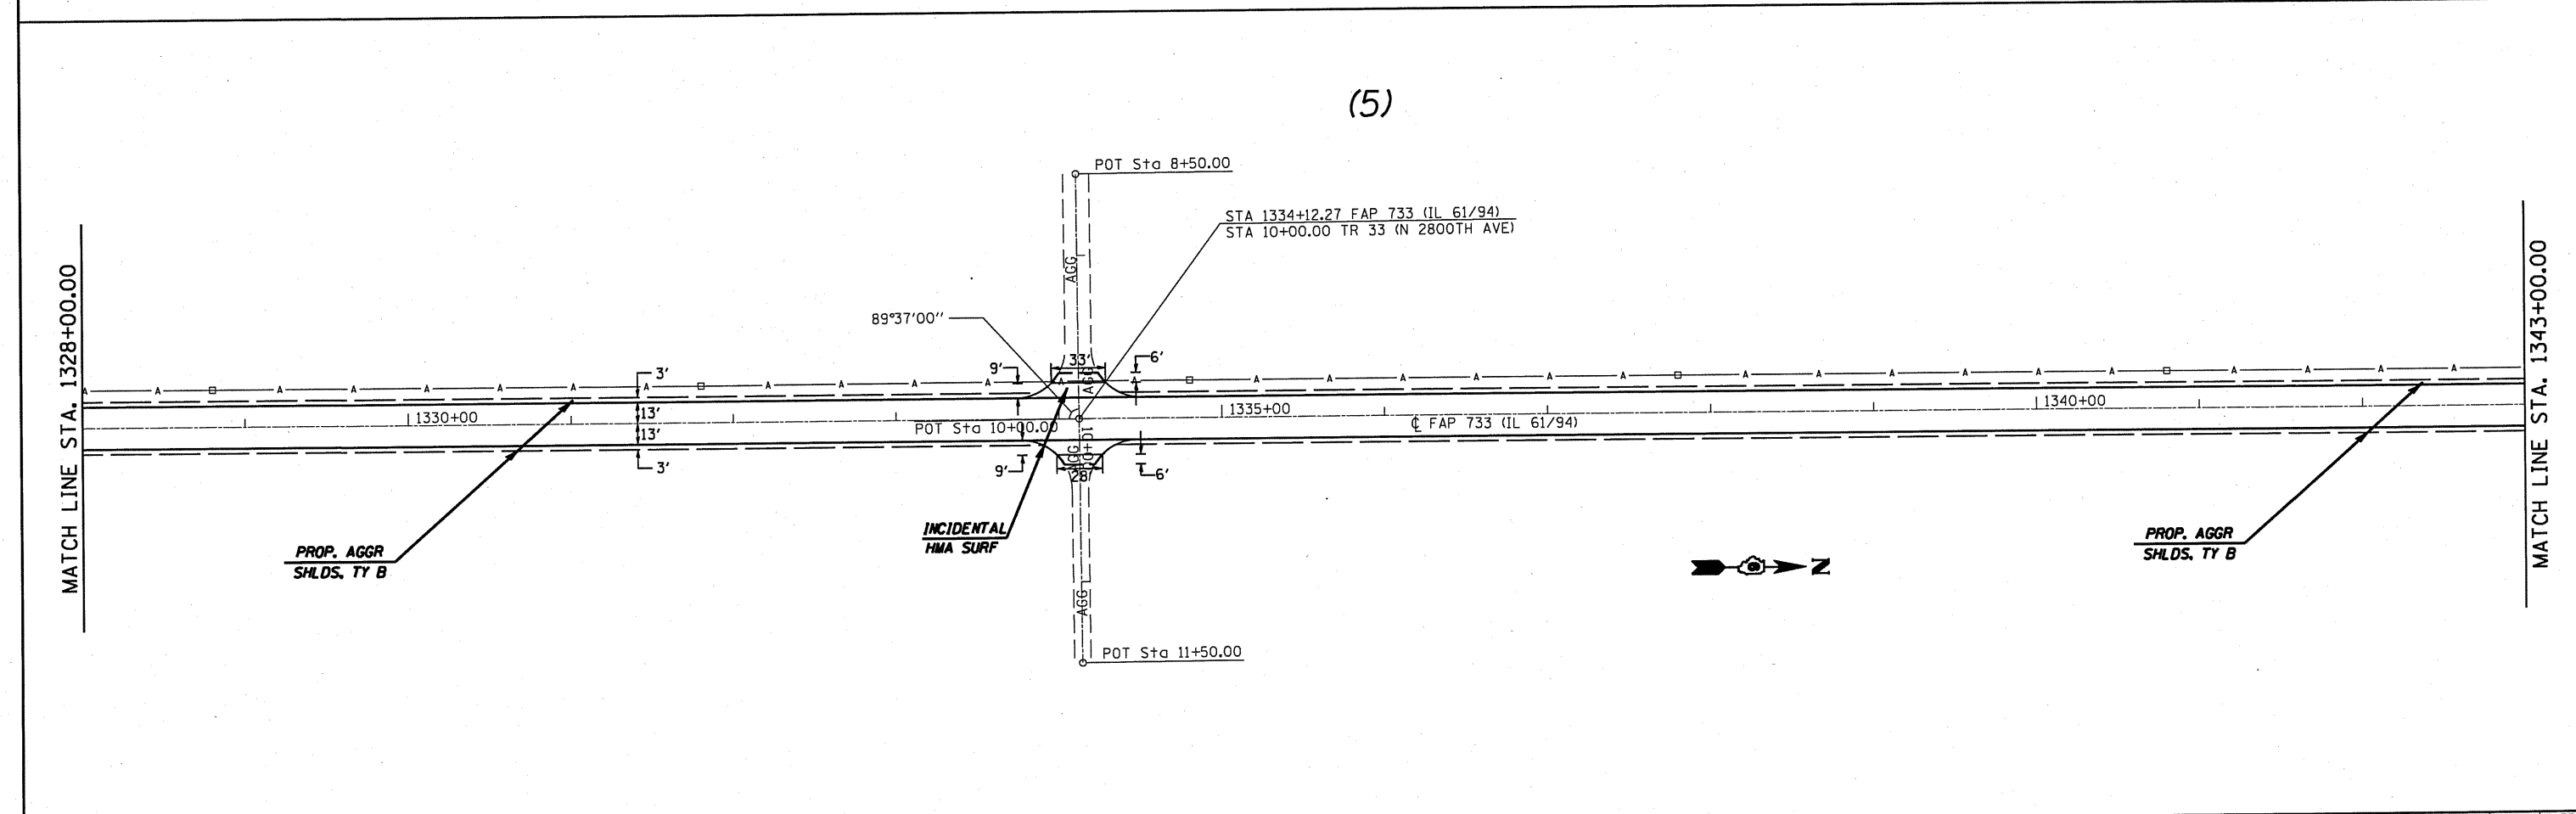 (5)
POT Sta 8+50.00
STA 1334+12.27 FAP 733 (IL 61/94)
STA 10+00.00 TR 33 (N 2800TH AVE)
AGG
89°37'00''
MATCH LINE STA. 1328+00.00
MATCH LINE STA. 1343+00.00
33'
6'
9'
3'
A A A A A A A A A A A A A A A A A A A A A A A A A A A A A A
AGG
1330+00
13'
13'
1335+00
1340+00
POT Sta 10+00.00
℄ FAP 733 (IL 61/94)
10+00
AGG
3'
9'
28'
6'
INCIDENTAL
HMA SURF
PROP. AGGR
SHLDS. TY B
PROP. AGGR
SHLDS. TY B
N
AGG
POT Sta 11+50.00